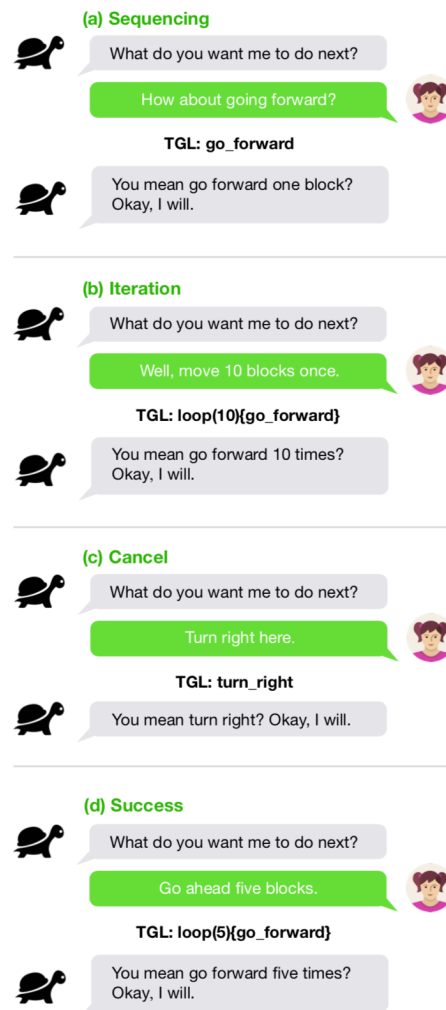 (a) Sequencing
What do you want me to do next?
How about going forward?
TGL: go_forward
You mean go forward one block?
Okay, I will.
(b) Iteration
What do you want me to do next?
Well, move 10 blocks once.
TGL: loop(10){go_forward}
You mean go forward 10 times?
Okay, I will.
(c) Cancel
What do you want me to do next?
Turn right here.
TGL: turn_right
You mean turn right? Okay, I will.
(d) Success
What do you want me to do next?
Go ahead five blocks.
TGL: loop(5){go_forward}
You mean go forward five times?
Okay, I will.